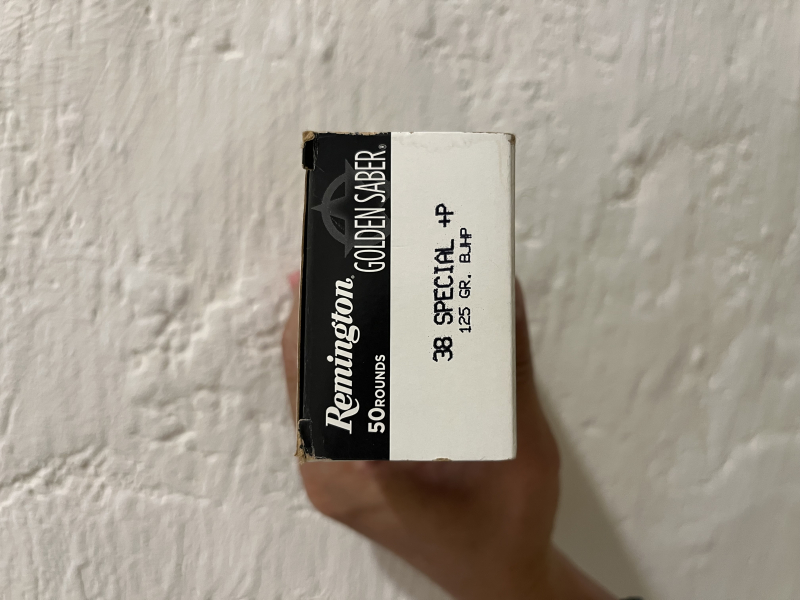 Remington®
GOLDEN SABER®
50 ROUNDS
38 SPECIAL +P
125 GR. BJHP